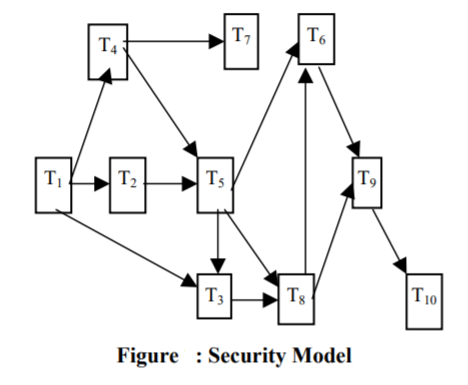 T4
T7
T6
T1
T2
T5
T9
T3
T8
T10
Figure : Security Model